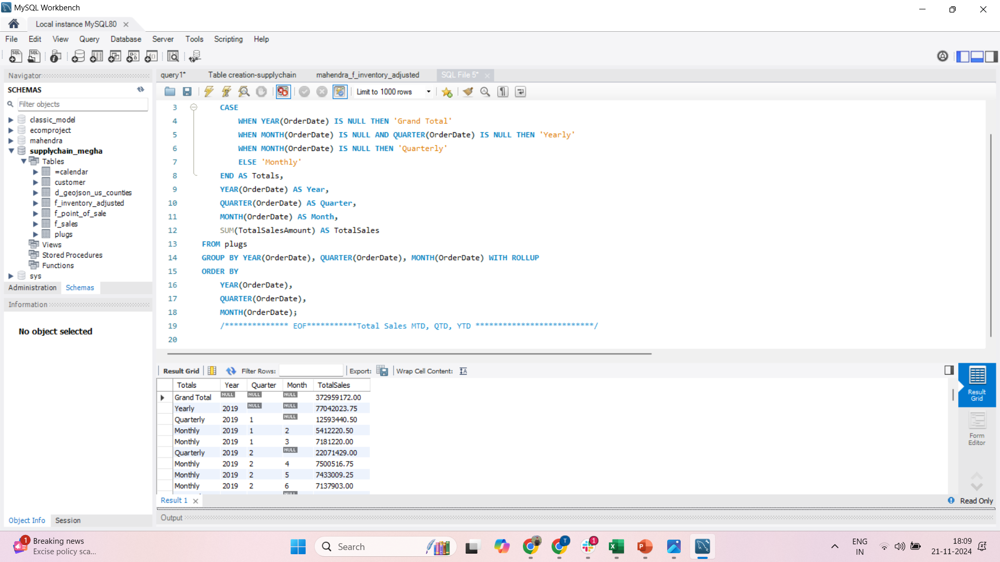 MySQL Workbench
Local instance MySQL80
File Edit View Query Database Server Tools Scripting Help
Navigator
SCHEMAS
Filter objects
classic_model
ecomproject
mahendra
supplychain_megha
Tables
=calendar
customer
d_geojson_us_counties
f_inventory_adjusted
f_point_of_sale
f_sales
plugs
Views
Stored Procedures
Functions
sys
Administration Schemas
Information
No object selected
Object Info Session
query1* Table creation-supplychain mahendra_f_inventory_adjusted SQL File 5*
Limit to 1000 rows
3 CASE
4 WHEN YEAR(OrderDate) IS NULL THEN 'Grand Total'
5 WHEN MONTH(OrderDate) IS NULL AND QUARTER(OrderDate) IS NULL THEN 'Yearly'
6 WHEN MONTH(OrderDate) IS NULL THEN 'Quarterly'
7 ELSE 'Monthly'
8 END AS Totals,
9 YEAR(OrderDate) AS Year,
10 QUARTER(OrderDate) AS Quarter,
11 MONTH(OrderDate) AS Month,
12 SUM(TotalSalesAmount) AS TotalSales
13 FROM plugs
14 GROUP BY YEAR(OrderDate), QUARTER(OrderDate), MONTH(OrderDate) WITH ROLLUP
15 ORDER BY
16 YEAR(OrderDate),
17 QUARTER(OrderDate),
18 MONTH(OrderDate);
19 /************** EOF***********Total Sales MTD, QTD, YTD **************************/
20
Result Grid Filter Rows: Export: Wrap Cell Content:
Totals Year Quarter Month TotalSales
Grand Total NULL NULL NULL 372959172.00
Yearly 2019 NULL NULL 77042023.75
Quarterly 2019 1 NULL 12593440.50
Monthly 2019 1 2 5412220.50
Monthly 2019 1 3 7181220.00
Quarterly 2019 2 NULL 22071429.00
Monthly 2019 2 4 7500516.75
Monthly 2019 2 5 7433009.25
Monthly 2019 2 6 7137903.00
NULL
Result Grid
Form Editor
Result 1
Read Only
Output
1
Breaking news
Excise policy sca...
Search
T
1
ENG
IN
18:09
21-11-2024